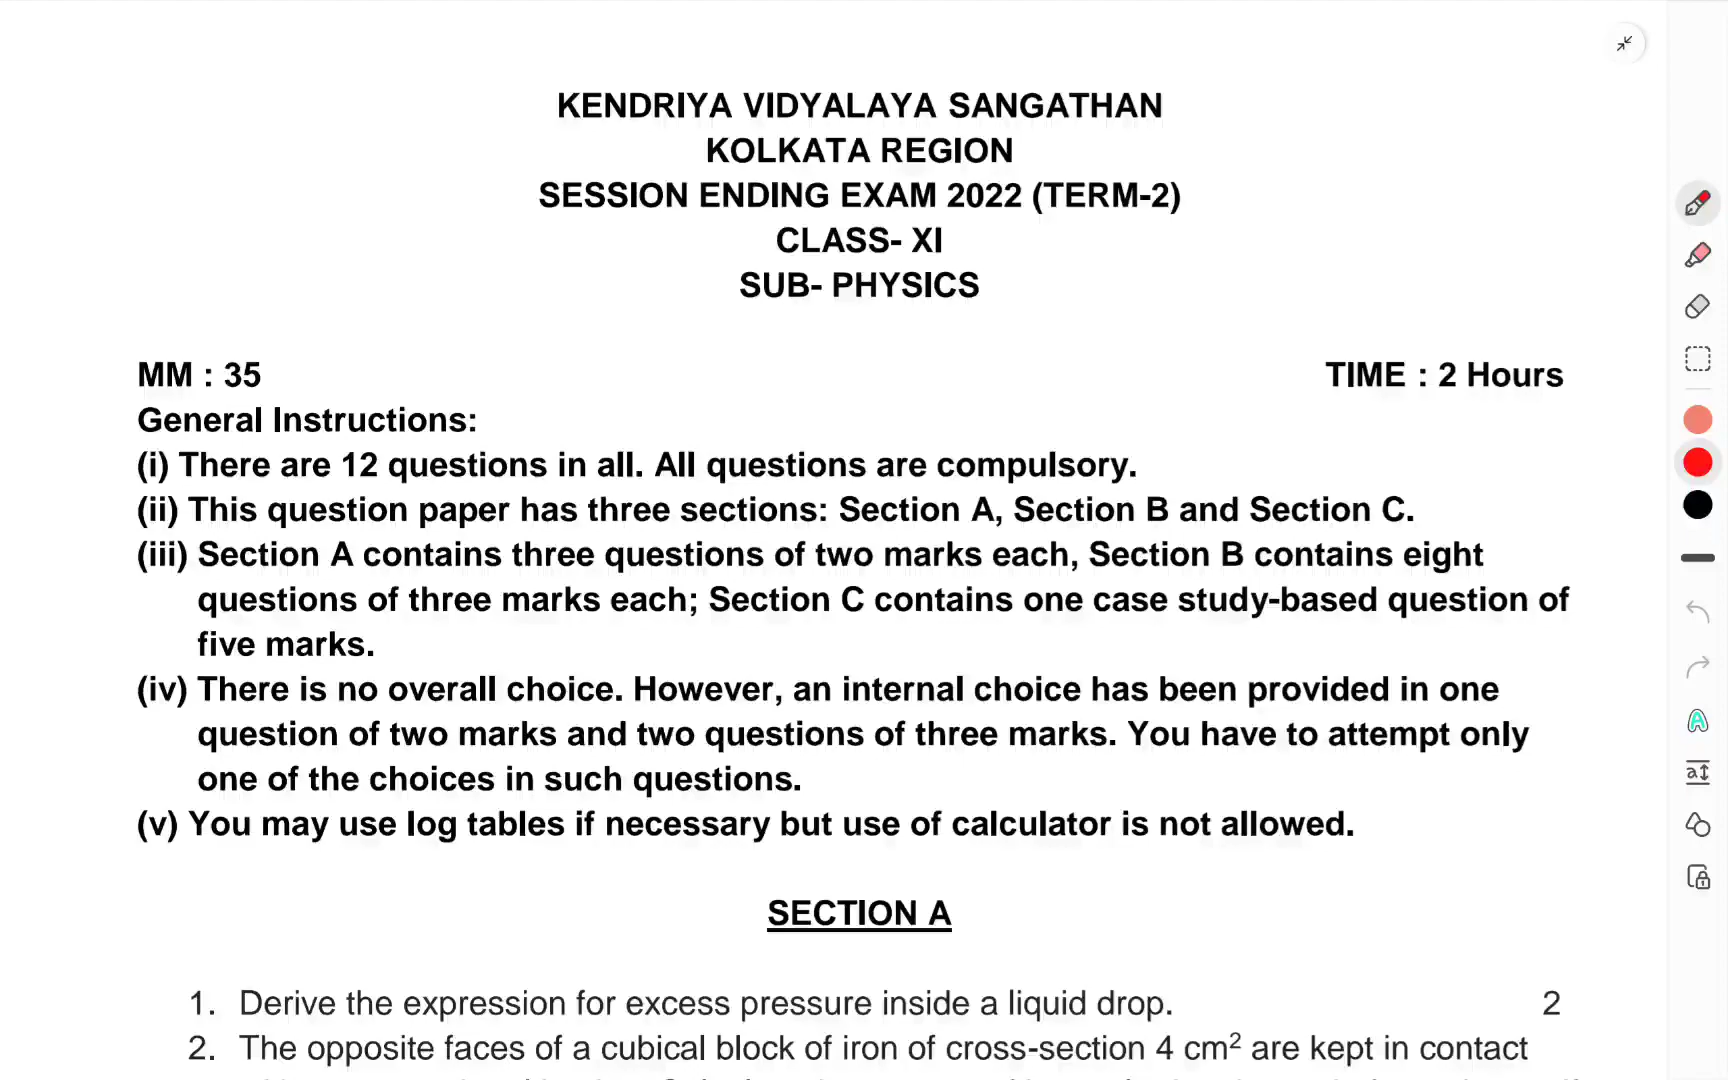 KENDRIYA VIDYALAYA SANGATHAN
KOLKATA REGION
SESSION ENDING EXAM 2022 (TERM-2)
CLASS- XI
SUB- PHYSICS
MM : 35 TIME : 2 Hours
General Instructions:
(i) There are 12 questions in all. All questions are compulsory.
(ii) This question paper has three sections: Section A, Section B and Section C.
(iii) Section A contains three questions of two marks each, Section B contains eight
questions of three marks each; Section C contains one case study-based question of
five marks.
(iv) There is no overall choice. However, an internal choice has been provided in one
question of two marks and two questions of three marks. You have to attempt only
one of the choices in such questions.
(v) You may use log tables if necessary but use of calculator is not allowed.
SECTION A
1. Derive the expression for excess pressure inside a liquid drop. 2
2. The opposite faces of a cubical block of iron of cross-section 4 cm² are kept in contact